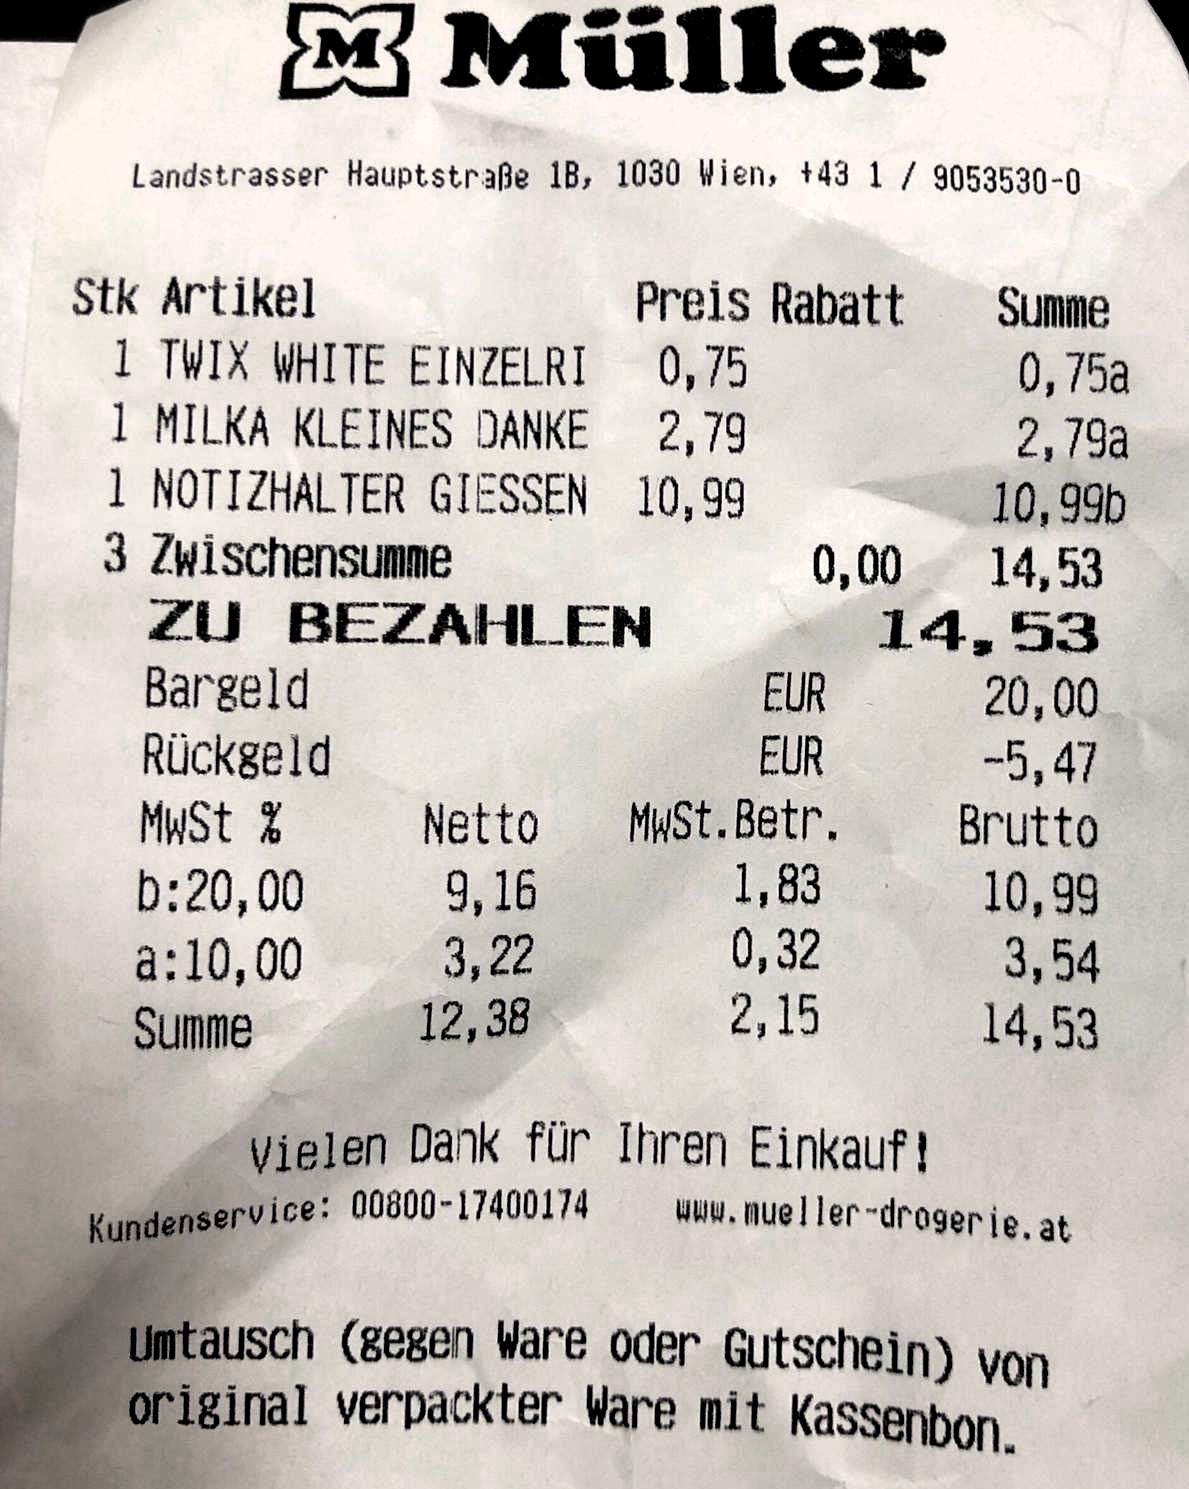 M Müller
Landstrasser Hauptstraße 1B, 1030 Wien, +43 1 / 9053530-0
Stk Artikel Preis Rabatt Summe
1 TWIX WHITE EINZELRI 0,75 0,75a
1 MILKA KLEINES DANKE 2,79 2,79a
1 NOTIZHALTER GIESSEN 10,99 10,99b
3 Zwischensumme 0,00 14,53
ZU BEZAHLEN 14,53
Bargeld EUR 20,00
Rückgeld EUR -5,47
MwSt % Netto MwSt.Betr. Brutto
b:20,00 9,16 1,83 10,99
a:10,00 3,22 0,32 3,54
Summe 12,38 2,15 14,53
Vielen Dank für Ihren Einkauf!
Kundenservice: 00800-17400174 www.mueller-drogerie.at
Umtausch (gegen Ware oder Gutschein) von
original verpackter Ware mit Kassenbon.